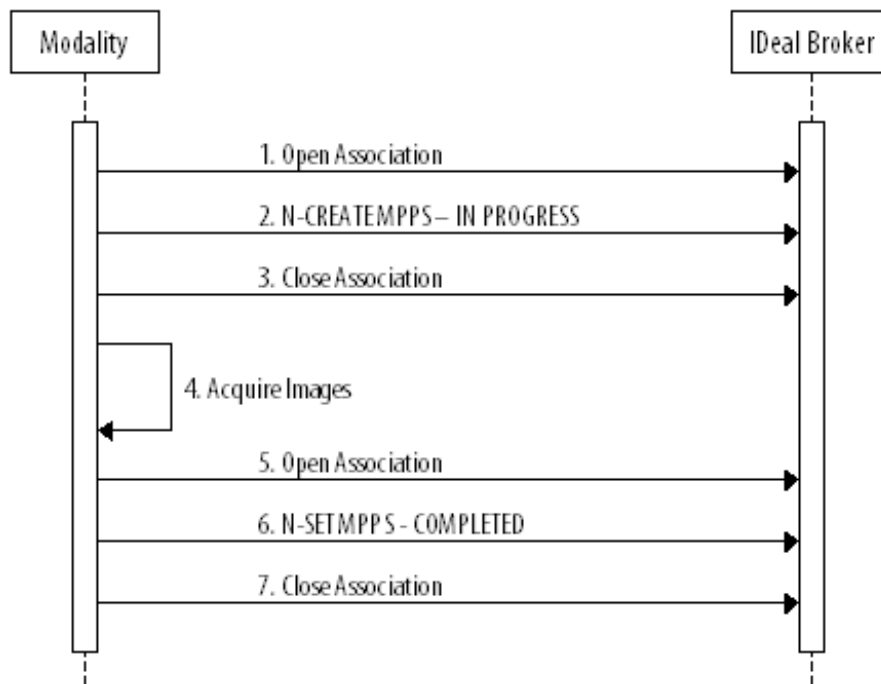 Modality
IDeal Broker
1. Open Association
2. N-CREATEMPPS – IN PROGRESS
3. Close Association
4. Acquire Images
5. Open Association
6. N-SETMPPS - COMPLETED
7. Close Association